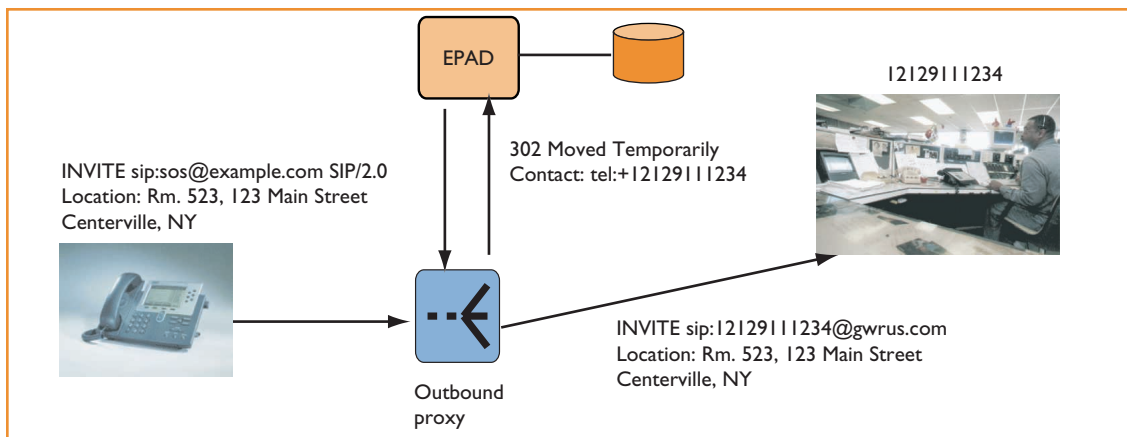 EPAD
12129111234
302 Moved Temporarily
Contact: tel:+12129111234
INVITE sip:sos@example.com SIP/2.0
Location: Rm. 523, 123 Main Street
Centerville, NY
INVITE sip:12129111234@gwrus.com
Location: Rm. 523, 123 Main Street
Centerville, NY
Outbound
proxy